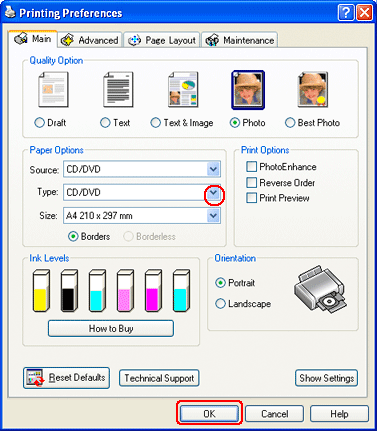 Printing Preferences
Main Advanced Page Layout Maintenance
Quality Option
Draft Text Text & Image Photo Best Photo
Paper Options
Source: CD/DVD
Type: CD/DVD
Size: A4 210 x 297 mm
Borders Borderless
Print Options
PhotoEnhance
Reverse Order
Print Preview
Ink Levels
How to Buy
Orientation
Portrait
Landscape
Reset Defaults Technical Support Show Settings
OK Cancel Help